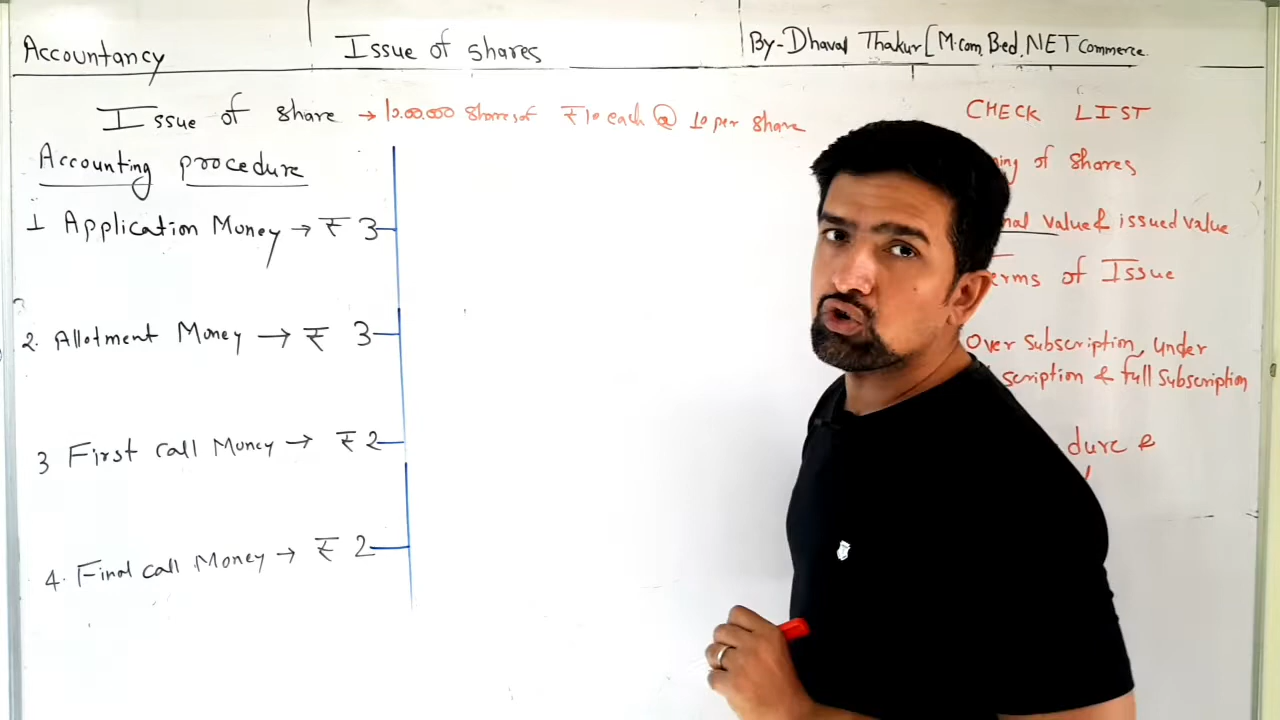 Accountancy
Issue of shares
By-Dhaval Thakur [M.com, B.ed, NET Commerce.
Issue of share → 10.00.000 Shares of ₹10 each @ 10 per share
CHECK LIST
Accounting procedure
of shares
1 Application Money → ₹ 3
value & issued value
of Issue
2. Allotment Money → ₹ 3
Over Subscription, under
scription & full Subscription
3 First call Money → ₹ 2
dure &
4. Final call Money → ₹ 2